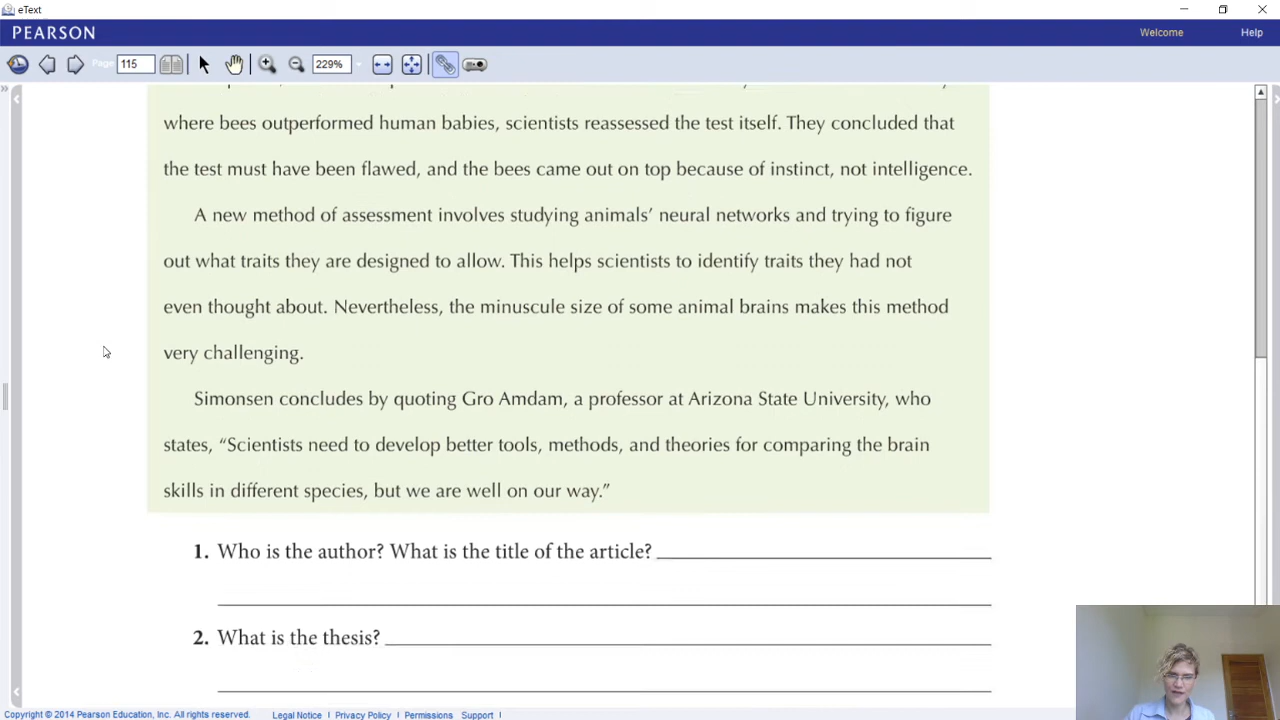 eText
PEARSON
Welcome
Help
Page
115
229%
where bees outperformed human babies, scientists reassessed the test itself. They concluded that
the test must have been flawed, and the bees came out on top because of instinct, not intelligence.
A new method of assessment involves studying animals’ neural networks and trying to figure
out what traits they are designed to allow. This helps scientists to identify traits they had not
even thought about. Nevertheless, the minuscule size of some animal brains makes this method
very challenging.
Simonsen concludes by quoting Gro Amdam, a professor at Arizona State University, who
states, “Scientists need to develop better tools, methods, and theories for comparing the brain
skills in different species, but we are well on our way.”
1. Who is the author? What is the title of the article?
2. What is the thesis?
Copyright © 2014 Pearson Education, Inc. All rights reserved. Legal Notice | Privacy Policy | Permissions Support |